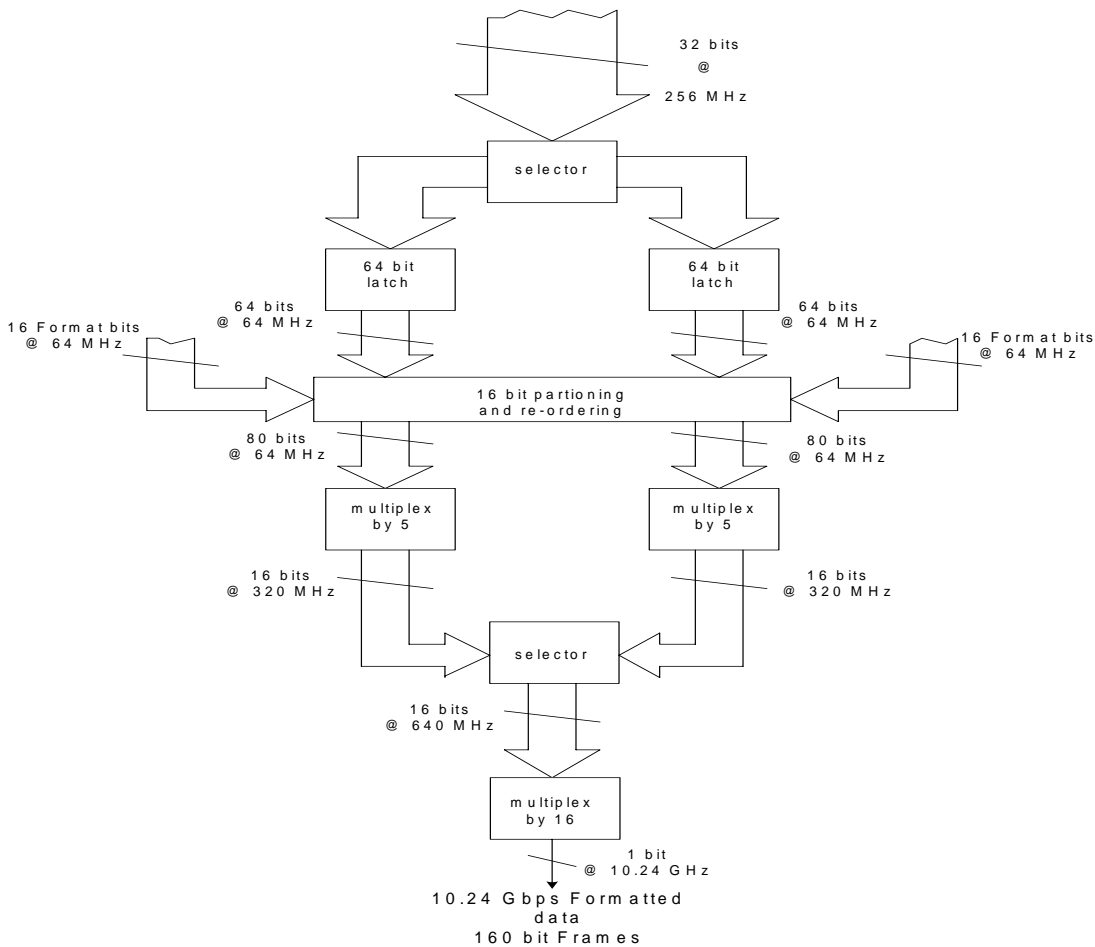 32 bits
@
256 MHz
selector
64 bit
latch
64 bit
latch
64 bits
@ 64 MHz
64 bits
@ 64 MHz
16 Format bits
@ 64 MHz
16 Format bits
@ 64 MHz
16 bit partioning
and re-ordering
80 bits
@ 64 MHz
80 bits
@ 64 MHz
multiplex
by 5
multiplex
by 5
16 bits
@ 320 MHz
16 bits
@ 320 MHz
selector
16 bits
@ 640 MHz
multiplex
by 16
1 bit
@ 10.24 GHz
10.24 Gbps Formatted
data
160 bit Frames